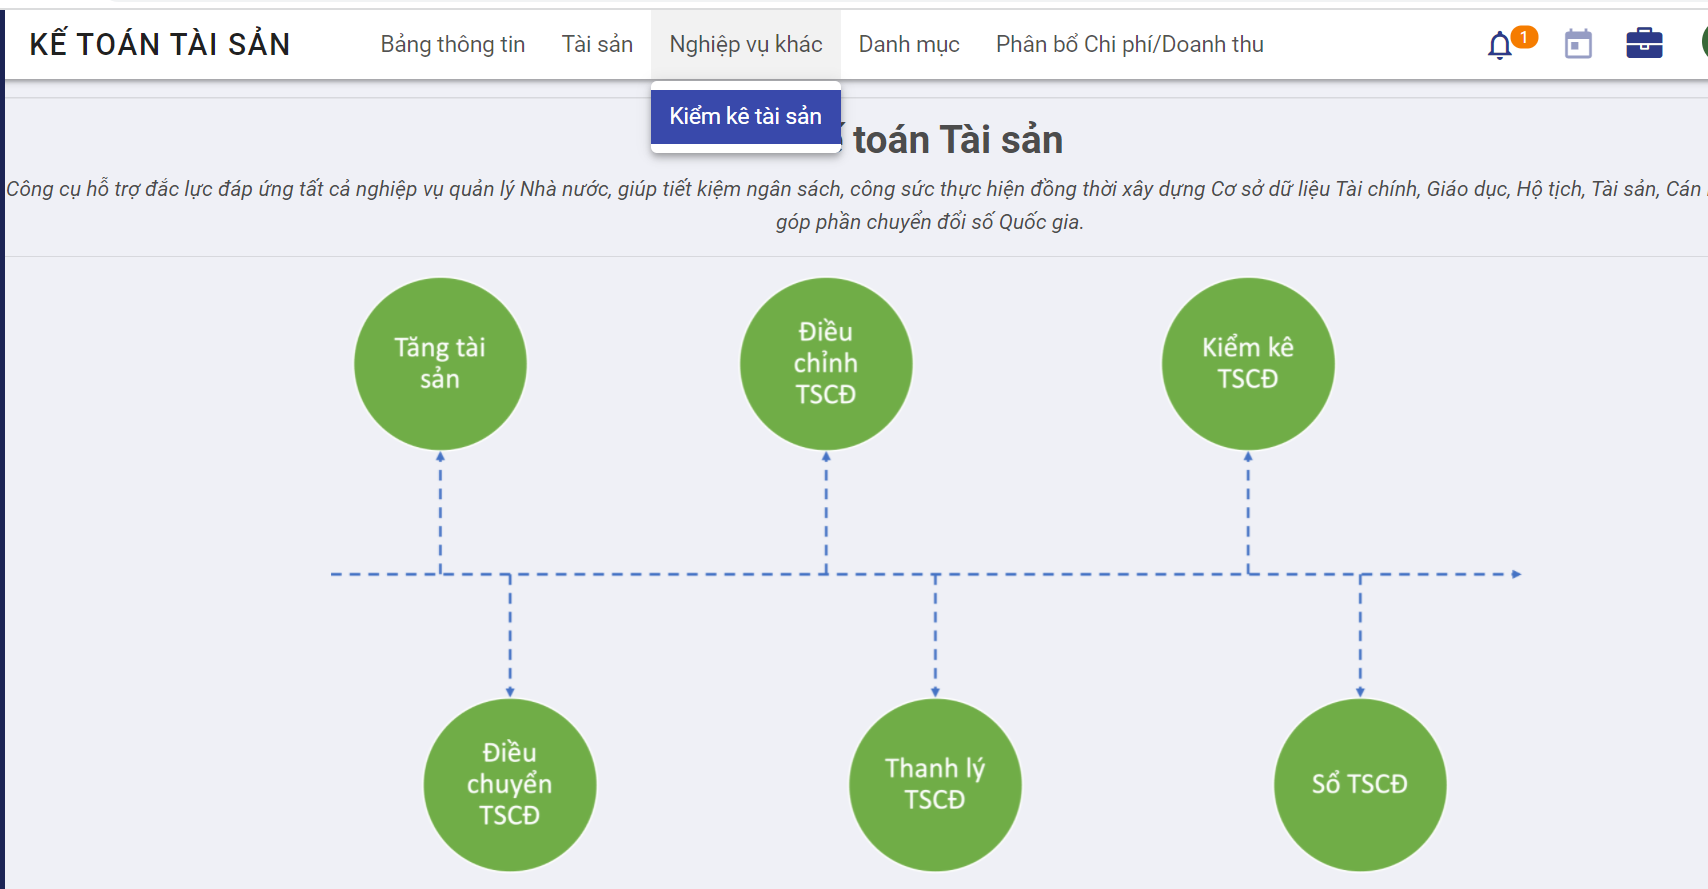 KẾ TOÁN TÀI SẢN
Bảng thông tin
Tài sản
Nghiệp vụ khác
Danh mục
Phân bổ Chi phí/Doanh thu
1
Kiểm kê tài sản
toán Tài sản
Công cụ hỗ trợ đắc lực đáp ứng tất cả nghiệp vụ quản lý Nhà nước, giúp tiết kiệm ngân sách, công sức thực hiện đồng thời xây dựng Cơ sở dữ liệu Tài chính, Giáo dục, Hộ tịch, Tài sản, Cán
góp phần chuyển đổi số Quốc gia.
Tăng tài
sản
Điều
chỉnh
TSCĐ
Kiểm kê
TSCĐ
Điều
chuyển
TSCĐ
Thanh lý
TSCĐ
Sổ TSCĐ